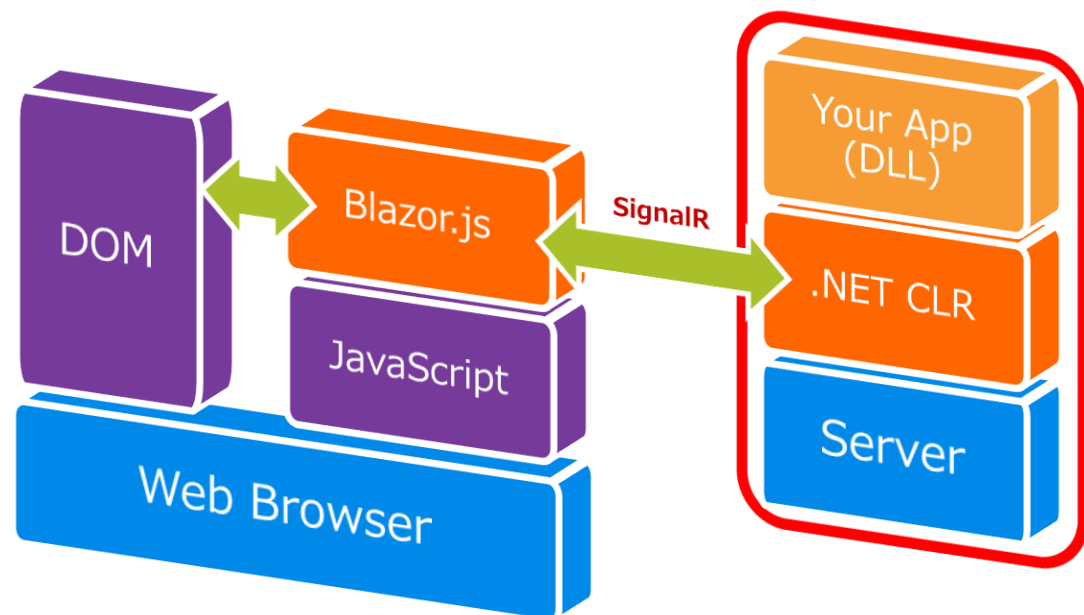 DOM
Blazor.js
JavaScript
Web Browser
SignalR
Your App
(DLL)
.NET CLR
Server